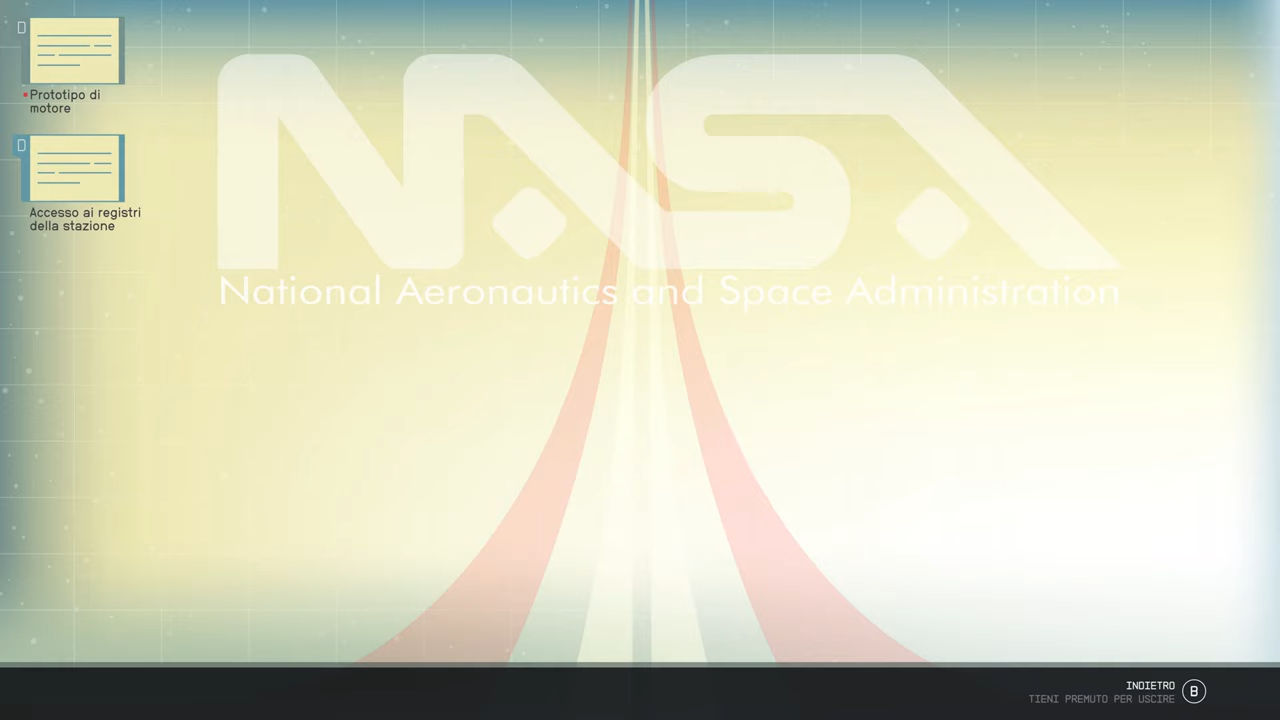 NASA
National Aeronautics and Space Administration
Prototipo di
motore
Accesso ai registri
della stazione
INDIETRO
TIENI PREMUTO PER USCIRE
B